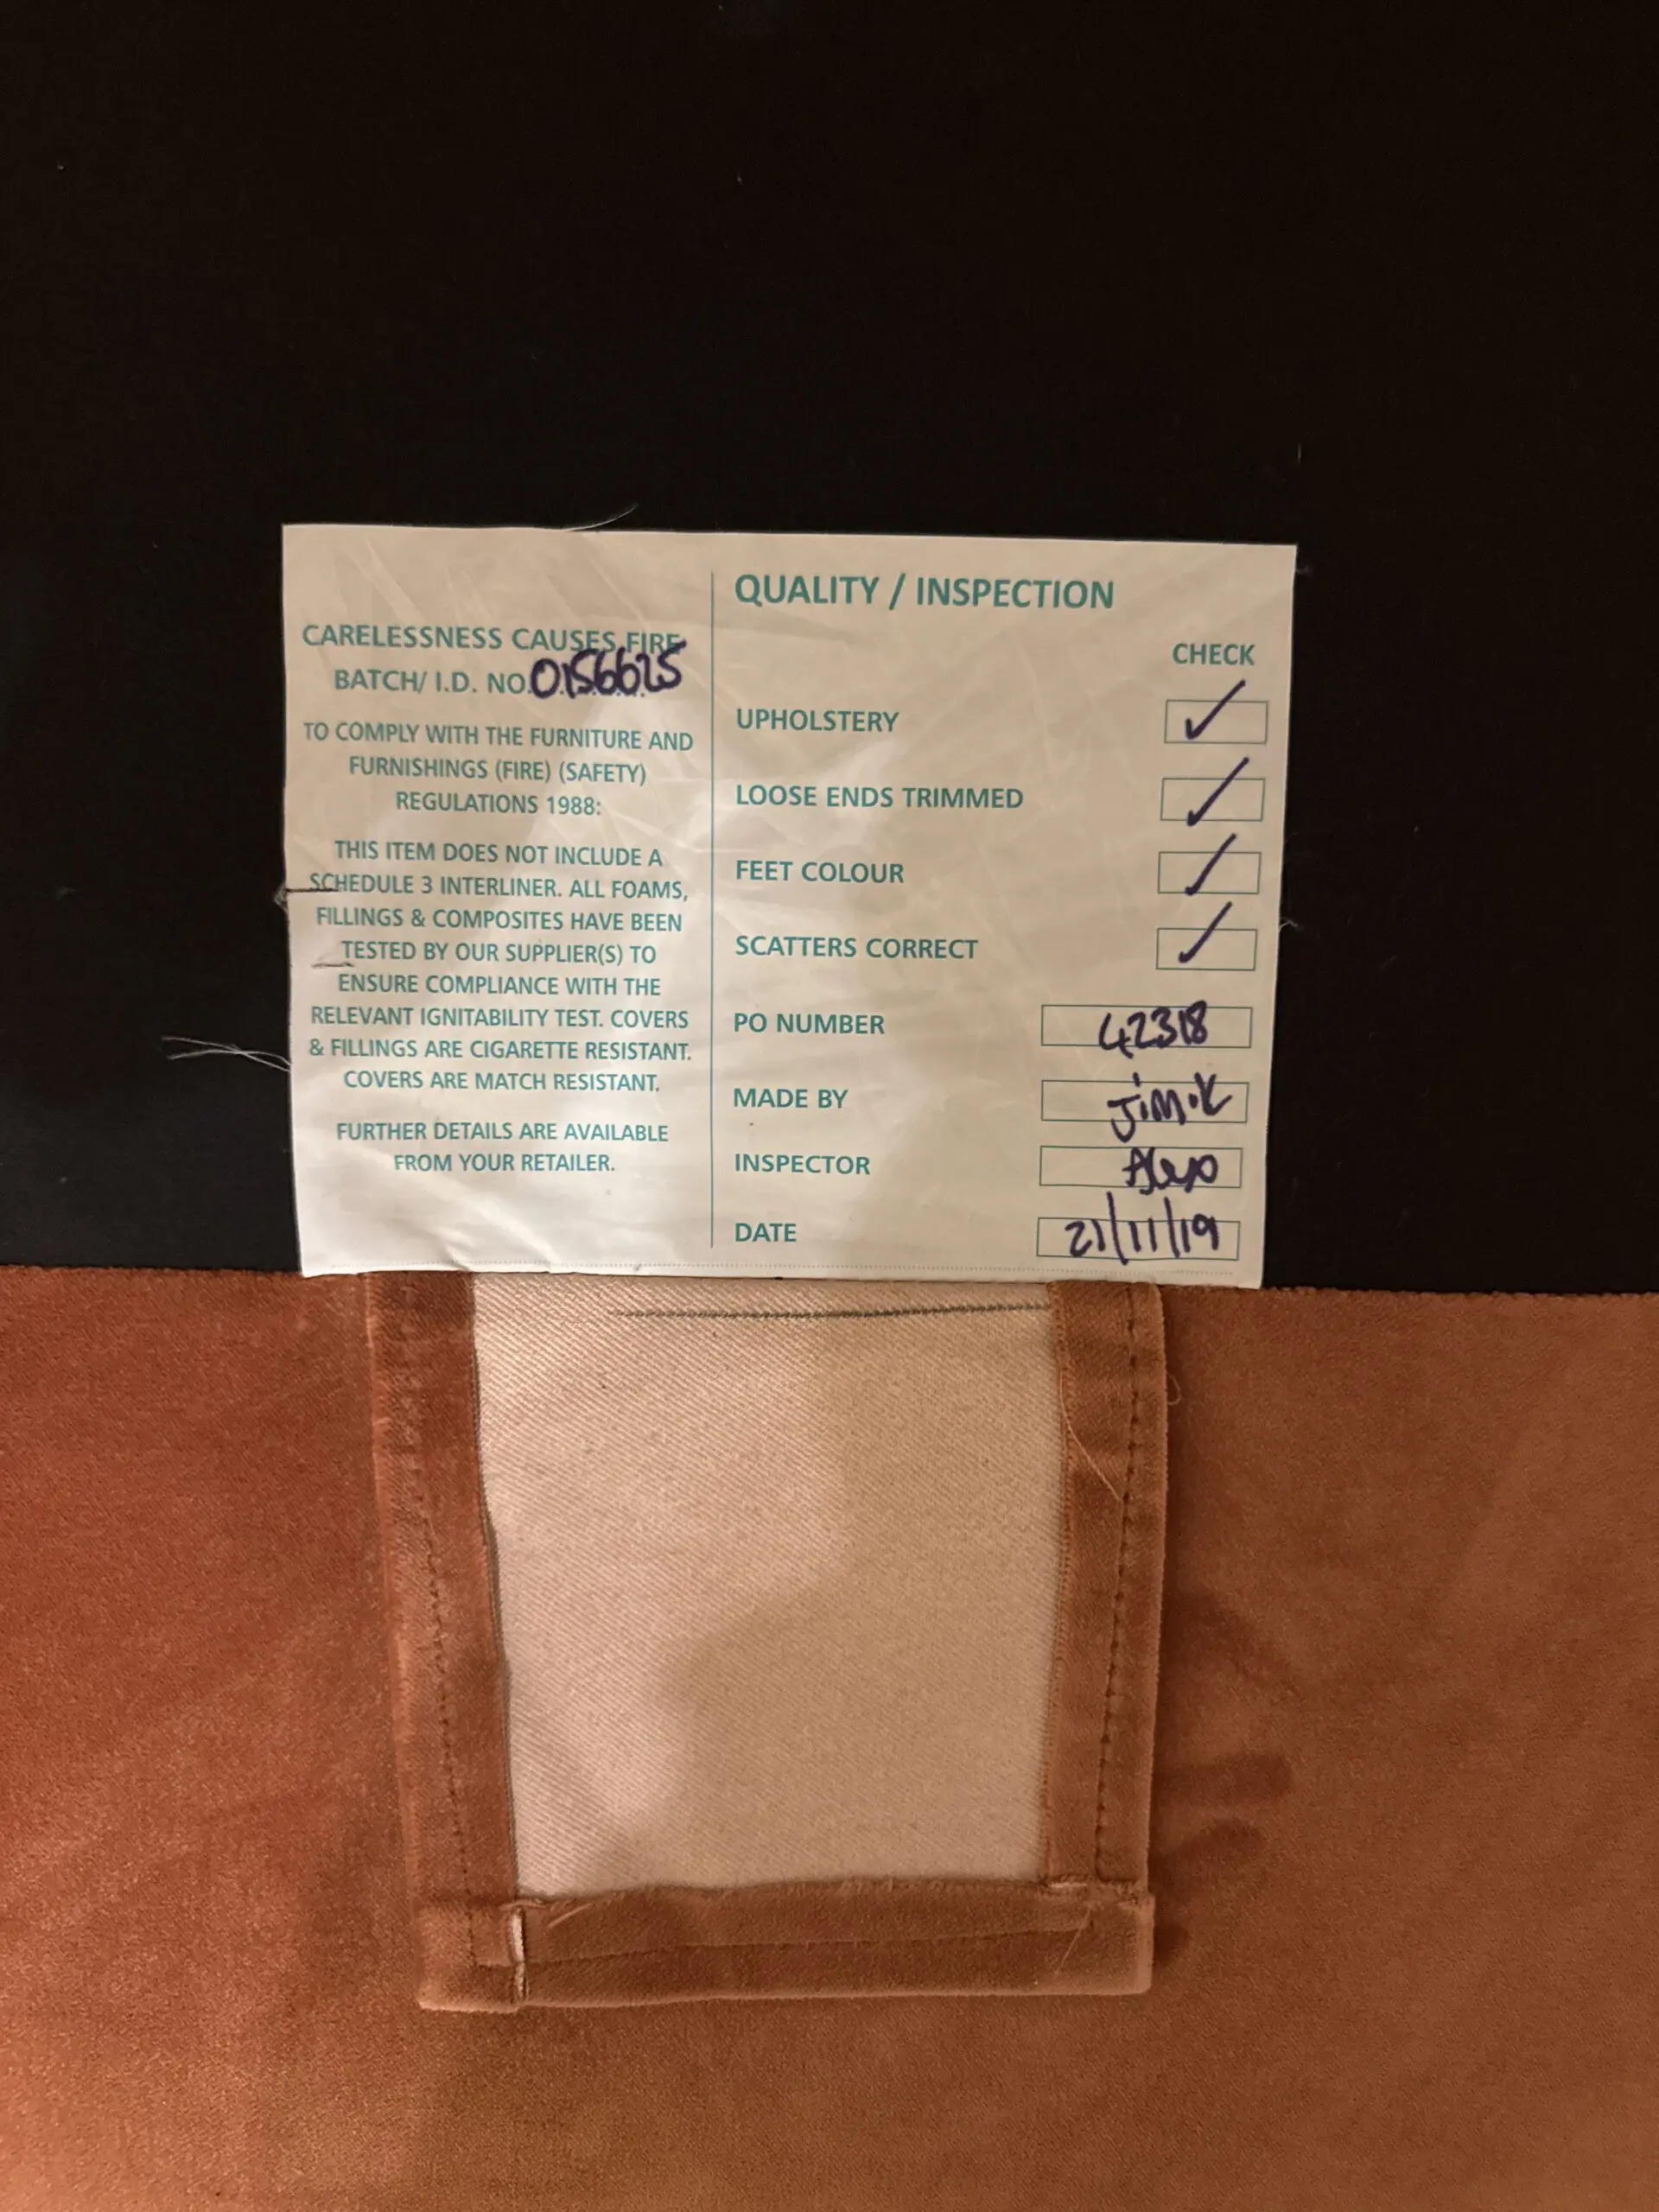 CARELESSNESS CAUSES FIRE
BATCH/ I.D. NO. 0156625
TO COMPLY WITH THE FURNITURE AND
FURNISHINGS (FIRE) (SAFETY)
REGULATIONS 1988:
THIS ITEM DOES NOT INCLUDE A
SCHEDULE 3 INTERLINER. ALL FOAMS,
FILLINGS & COMPOSITES HAVE BEEN
TESTED BY OUR SUPPLIER(S) TO
ENSURE COMPLIANCE WITH THE
RELEVANT IGNITABILITY TEST. COVERS
& FILLINGS ARE CIGARETTE RESISTANT.
COVERS ARE MATCH RESISTANT.
FURTHER DETAILS ARE AVAILABLE
FROM YOUR RETAILER.
QUALITY / INSPECTION
CHECK
UPHOLSTERY ✓
LOOSE ENDS TRIMMED ✓
FEET COLOUR ✓
SCATTERS CORRECT ✓
PO NUMBER 42318
MADE BY Jim.K
INSPECTOR
DATE 21/11/19